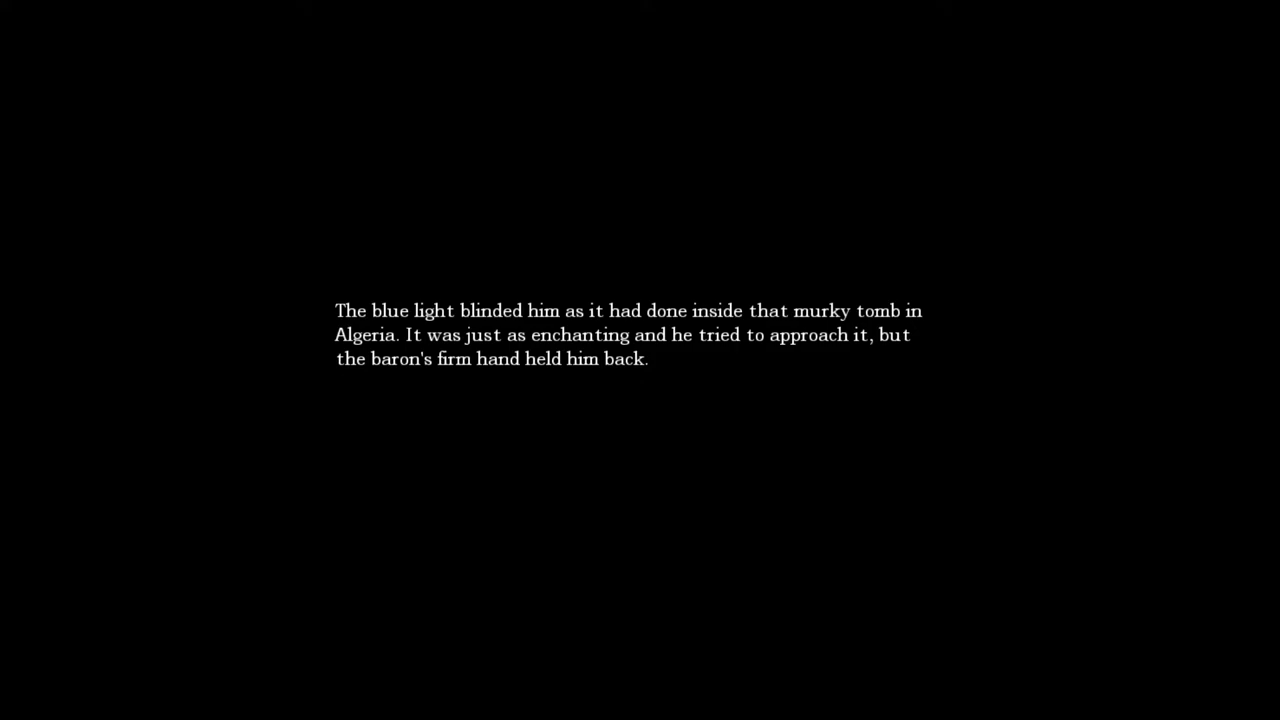 The blue light blinded him as it had done inside that murky tomb in
Algeria. It was just as enchanting and he tried to approach it, but
the baron's firm hand held him back.